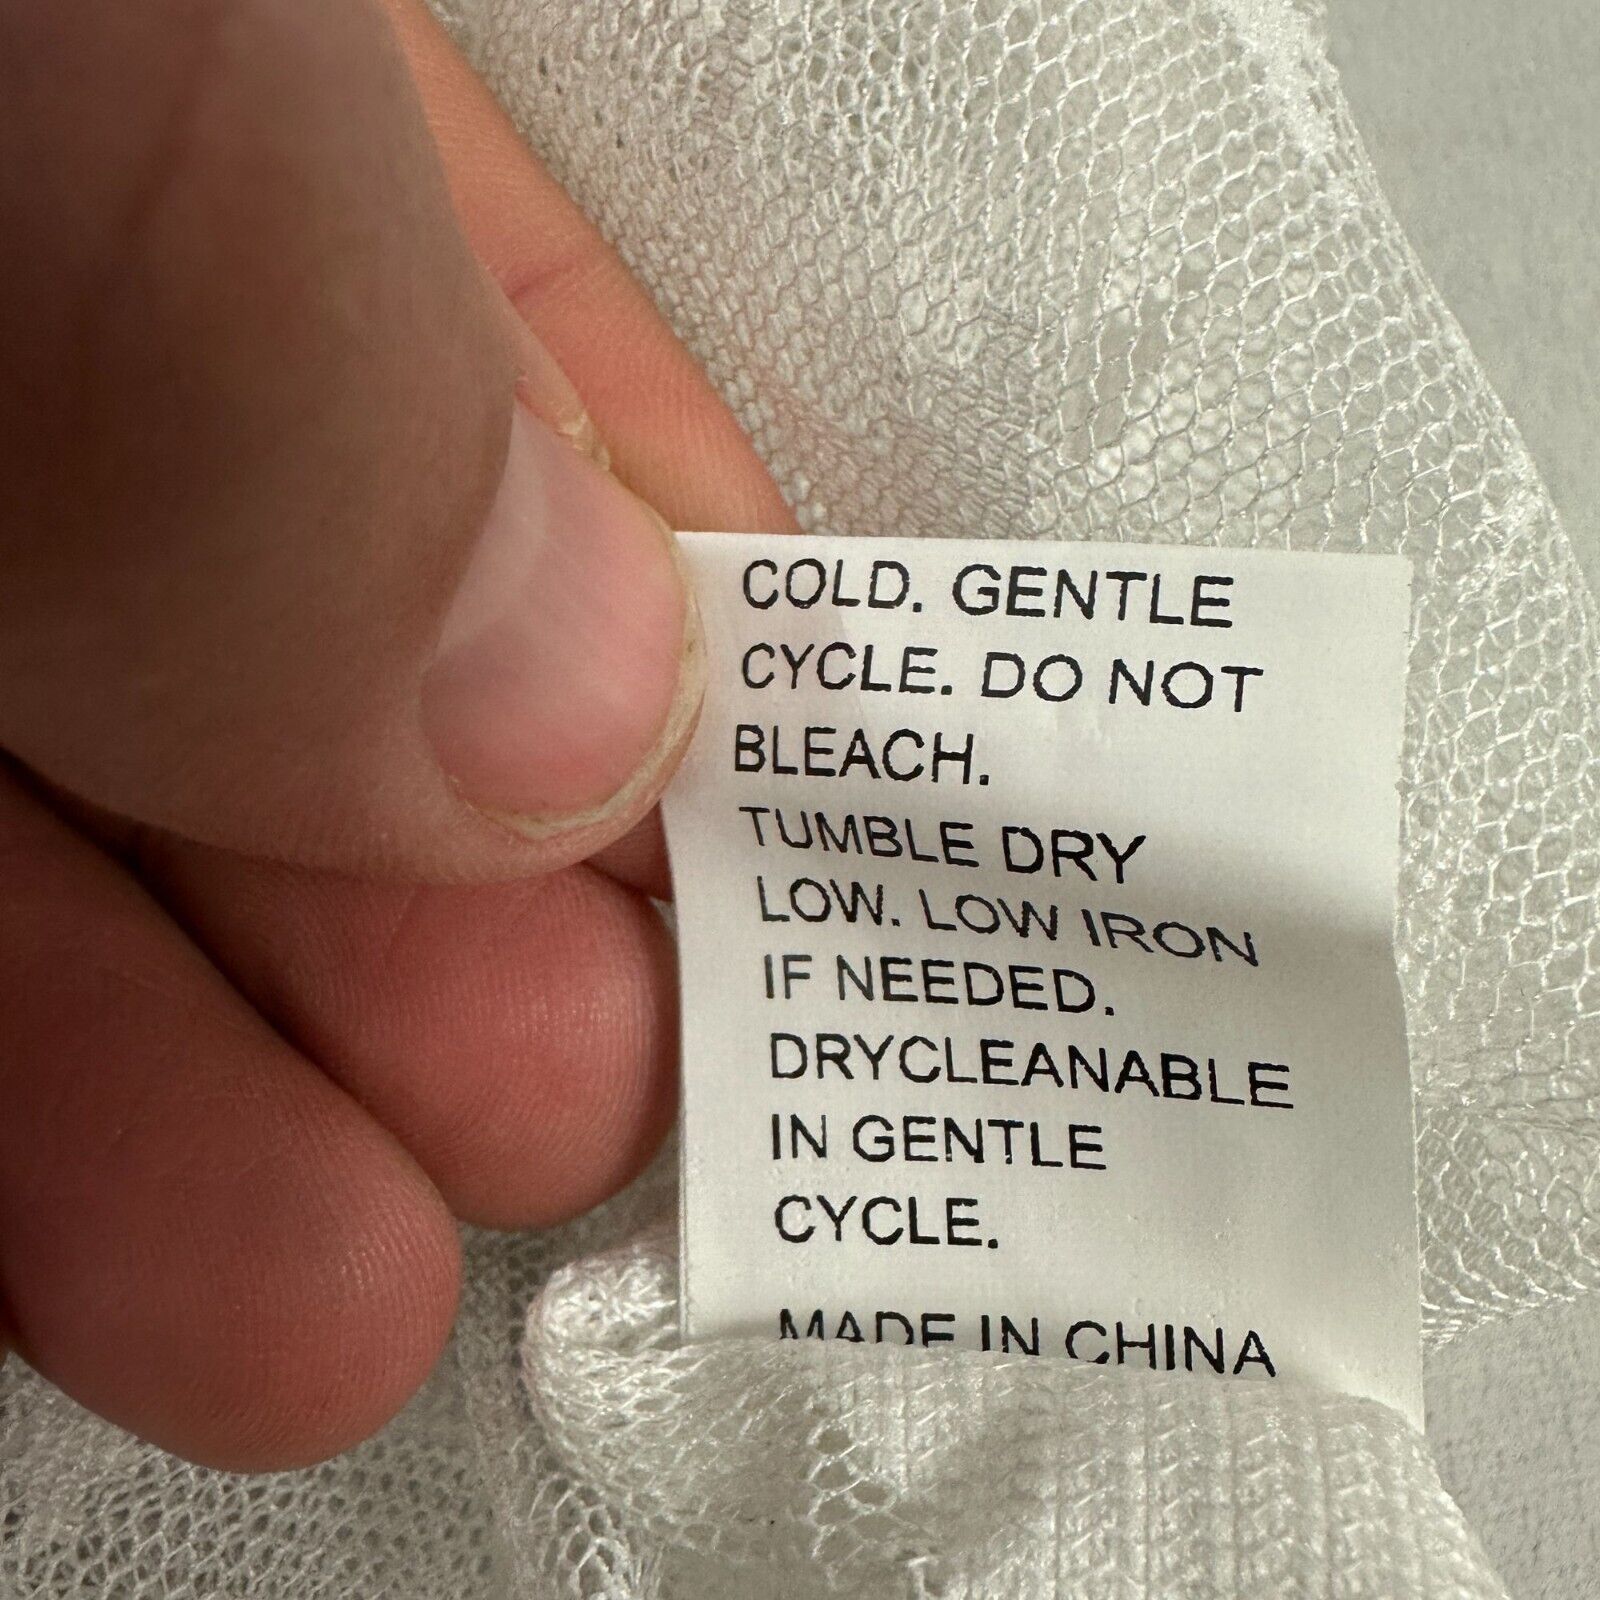 COLD. GENTLE
CYCLE. DO NOT
BLEACH.
TUMBLE DRY
LOW. LOW IRON
IF NEEDED.
DRYCLEANABLE
IN GENTLE
CYCLE.
MADE IN CHINA